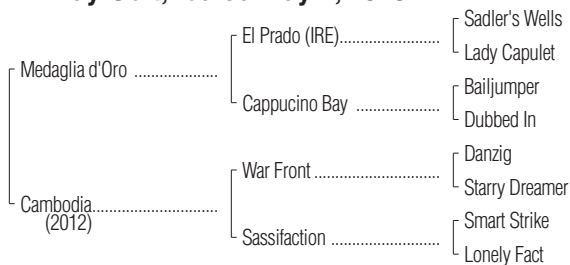 Sadler's Wells
El Prado (IRE)....................
Lady Capulet
Medaglia d'Oro ....................
Bailjumper
Cappucino Bay ....................
Dubbed In
Danzig
War Front ..............................
Starry Dreamer
Cambodia..............................
(2012)
Smart Strike
Sassifaction ..........................
Lonely Fact